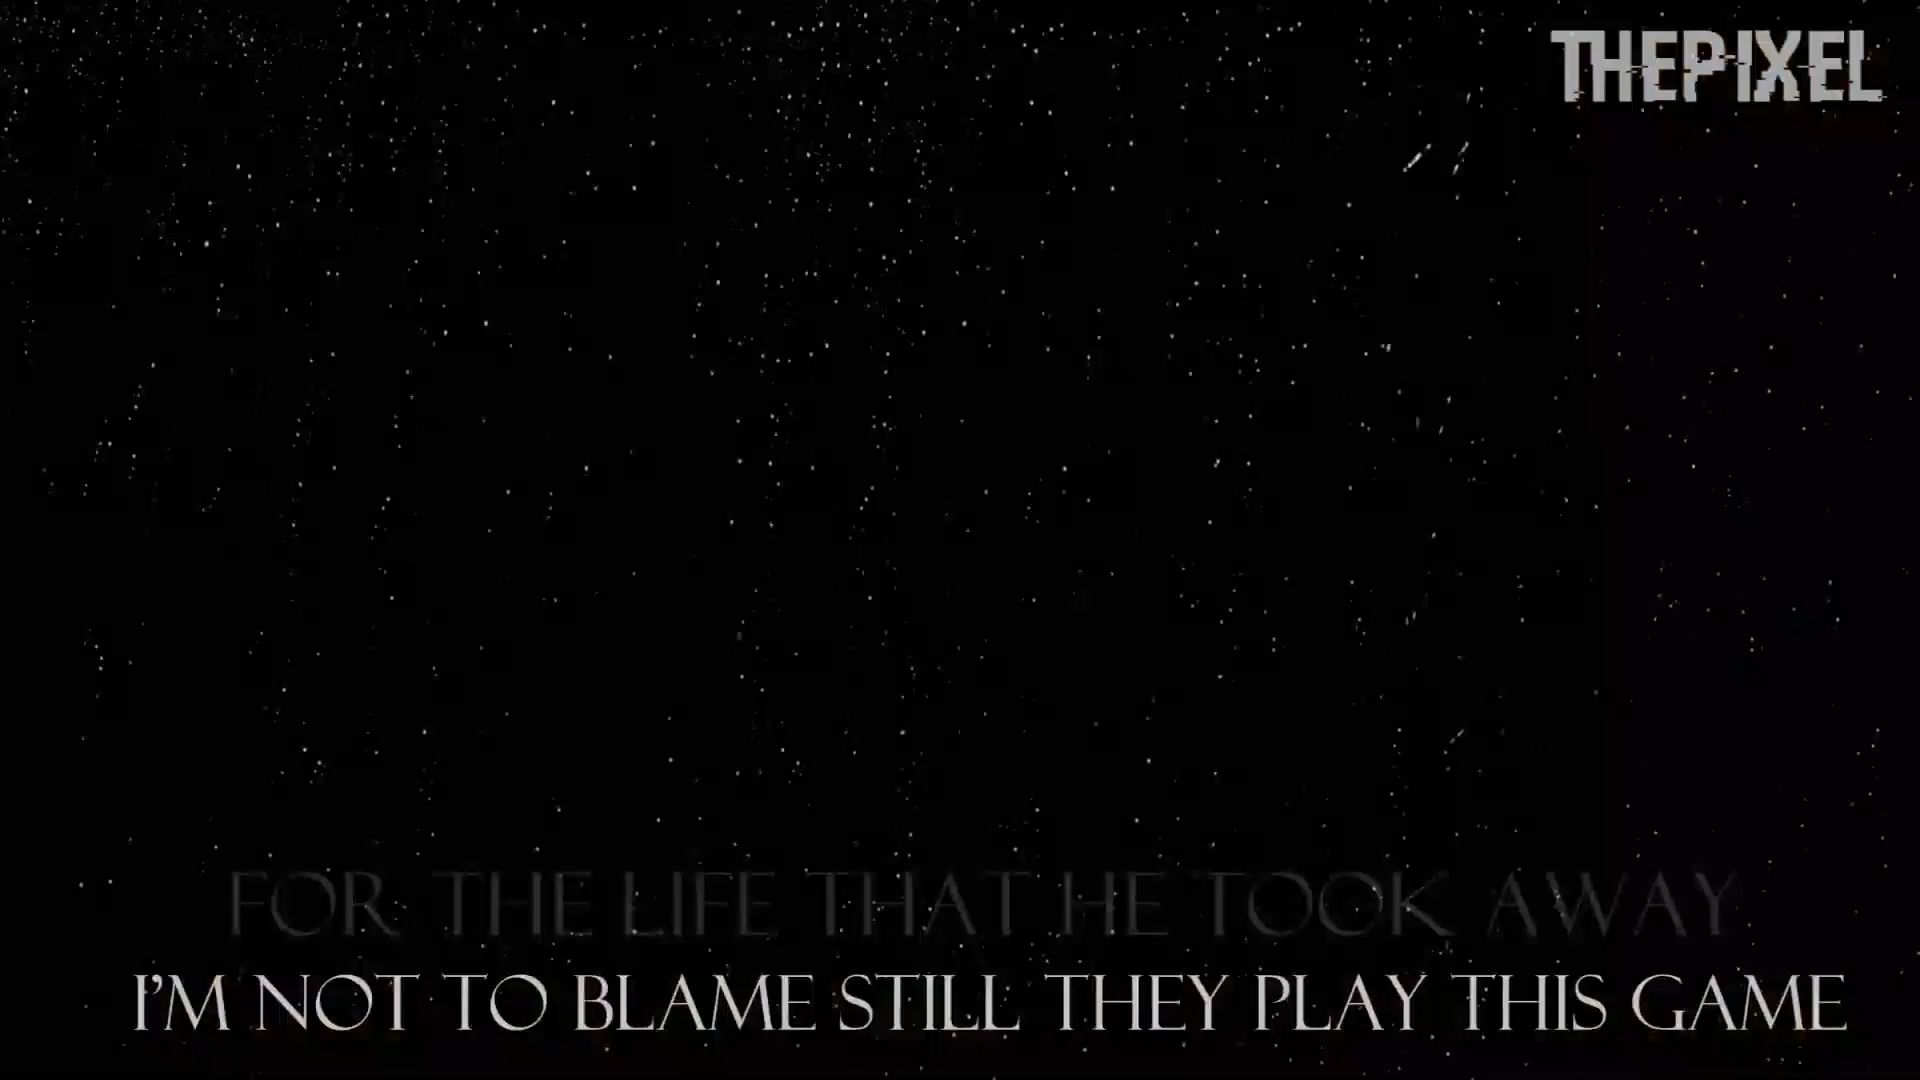 THEPIXEL
FOR THE LIFE THAT HE TOOK AWAY
I'M NOT TO BLAME STILL THEY PLAY THIS GAME